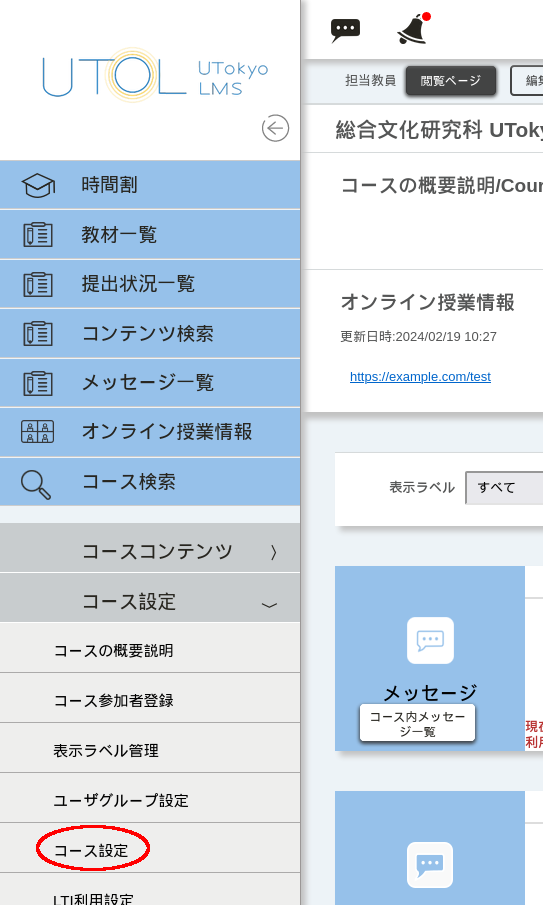 UTOL UTokyo
LMS
担当教員 閲覧ページ 編集
総合文化研究科 UToky
コースの概要説明/Cour
オンライン授業情報
更新日時:2024/02/19 10:27
https://example.com/test
時間割
教材一覧
提出状況一覧
コンテンツ検索
メッセージ一覧
オンライン授業情報
コース検索
コースコンテンツ
コース設定
コースの概要説明
コース参加者登録
表示ラベル管理
ユーザグループ設定
コース設定
LTI利用設定
表示ラベル すべて
メッセージ
コース内メッセー
ジ一覧
現在
利用